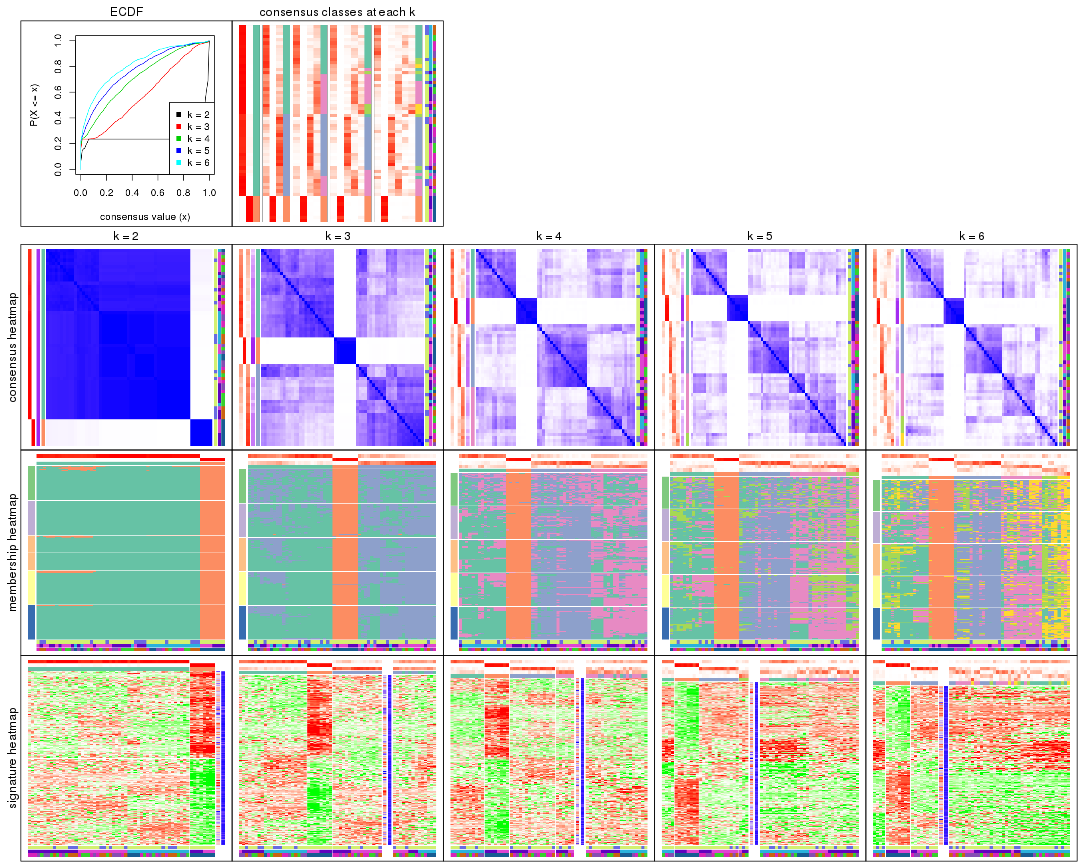 ECDF
consensus classes at each k
P(X <= x)
0.0 0.2 0.4 0.6 0.8 1.0
k = 2
k = 3
k = 4
k = 5
k = 6
0.0 0.2 0.4 0.6 0.8 1.0
consensus value (x)
k = 2
k = 3
k = 4
k = 5
k = 6
consensus heatmap
membership heatmap
signature heatmap